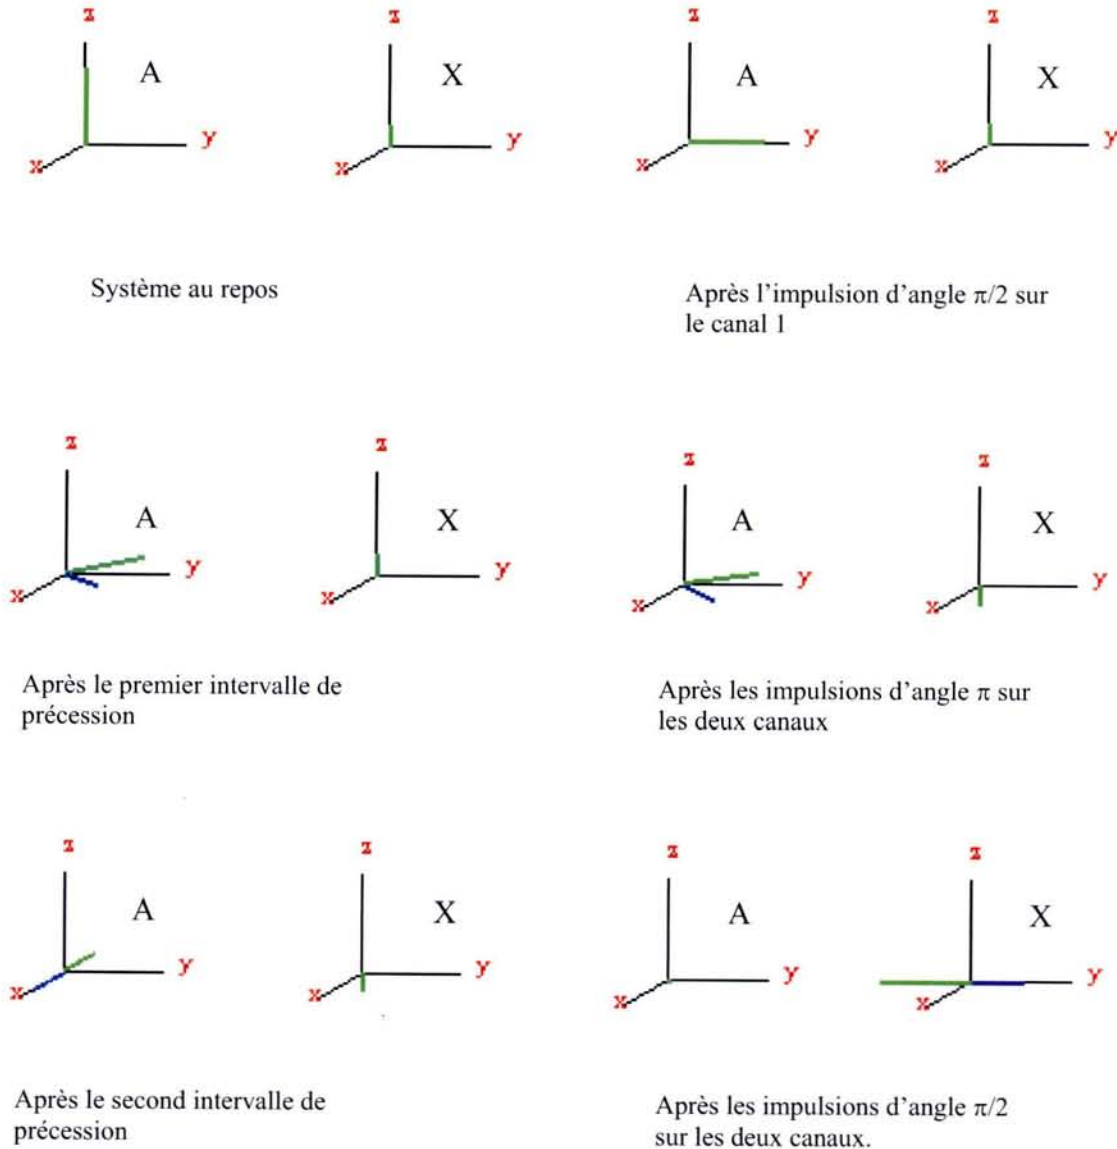 z
A
y
x
z
X
y
x
z
A
y
x
z
X
y
x
Système au repos
Après l'impulsion d'angle π/2 sur
le canal 1
z
A
y
x
z
X
y
x
z
A
y
x
z
X
y
x
Après le premier intervalle de
précession
Après les impulsions d'angle π sur
les deux canaux
z
A
y
x
z
X
y
x
z
A
y
x
z
X
y
x
Après le second intervalle de
précession
Après les impulsions d'angle π/2
sur les deux canaux.